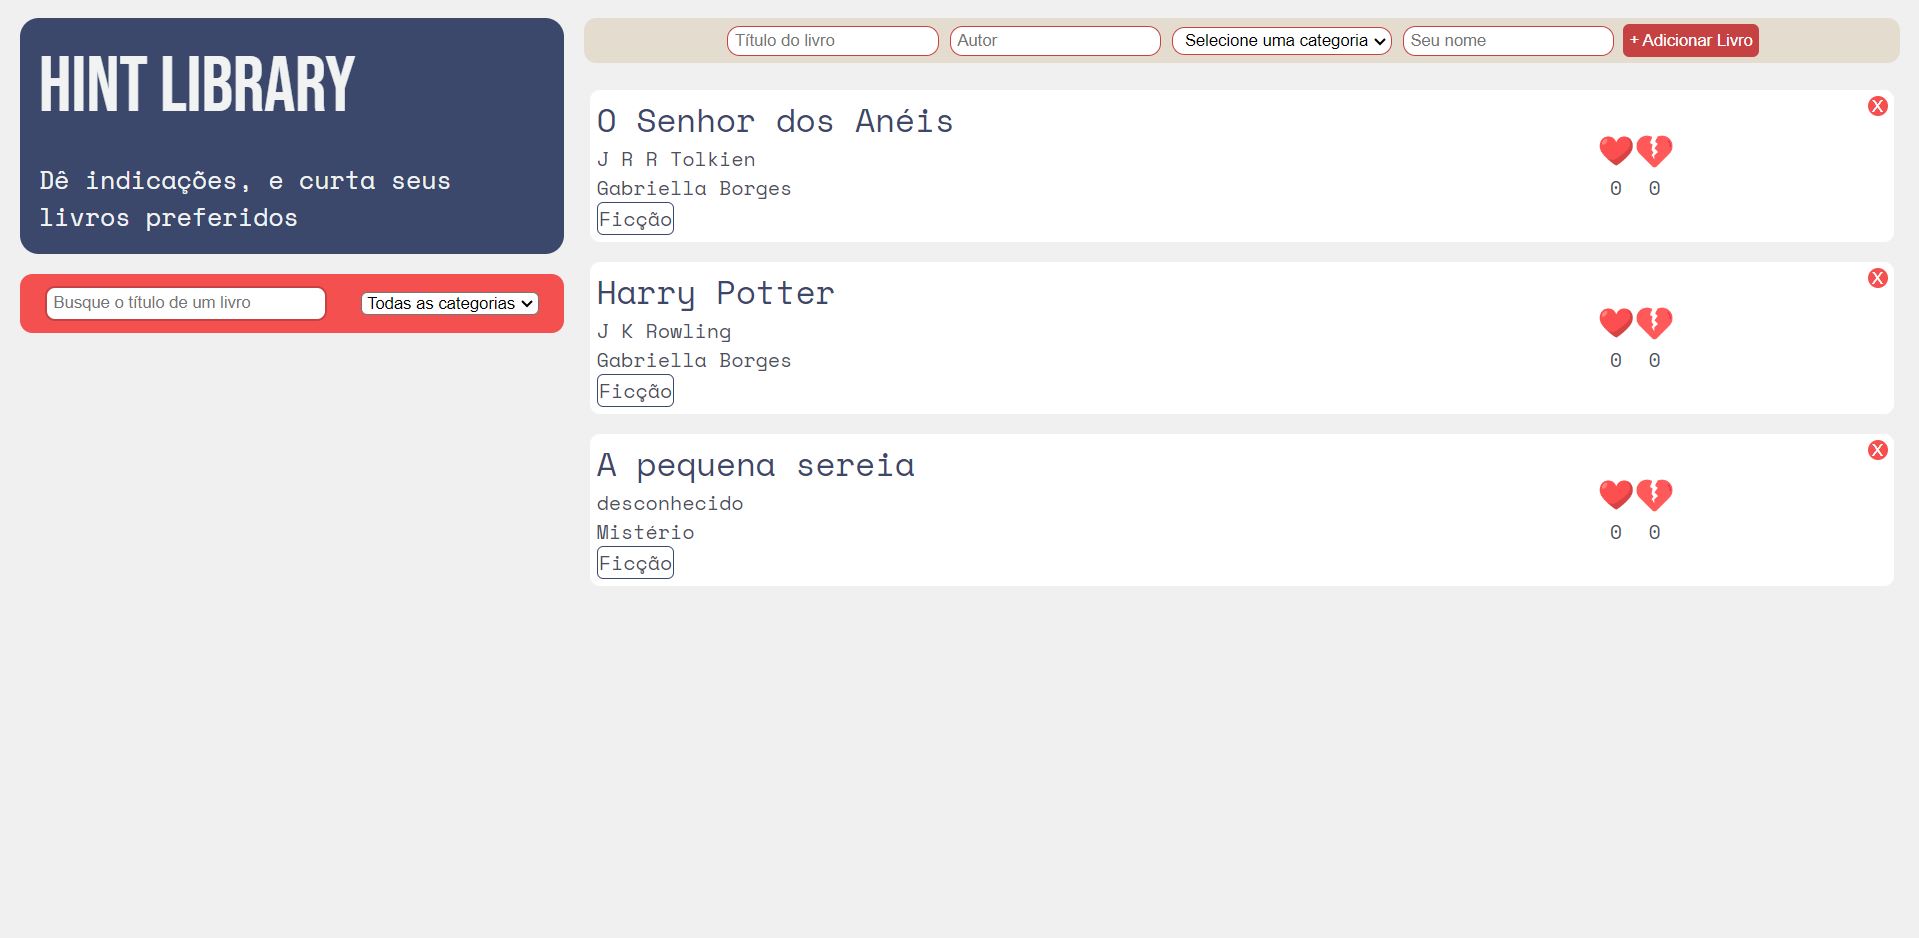 HINT LIBRARY
Dê indicações, e curta seus
livros preferidos
Busque o título de um livro
Todas as categorias
Título do livro
Autor
Selecione uma categoria
Seu nome
+ Adicionar Livro
O Senhor dos Anéis
X
J R R Tolkien
Gabriella Borges
0 0
Ficção
Harry Potter
X
J K Rowling
Gabriella Borges
0 0
Ficção
A pequena sereia
X
desconhecido
Mistério
0 0
Ficção